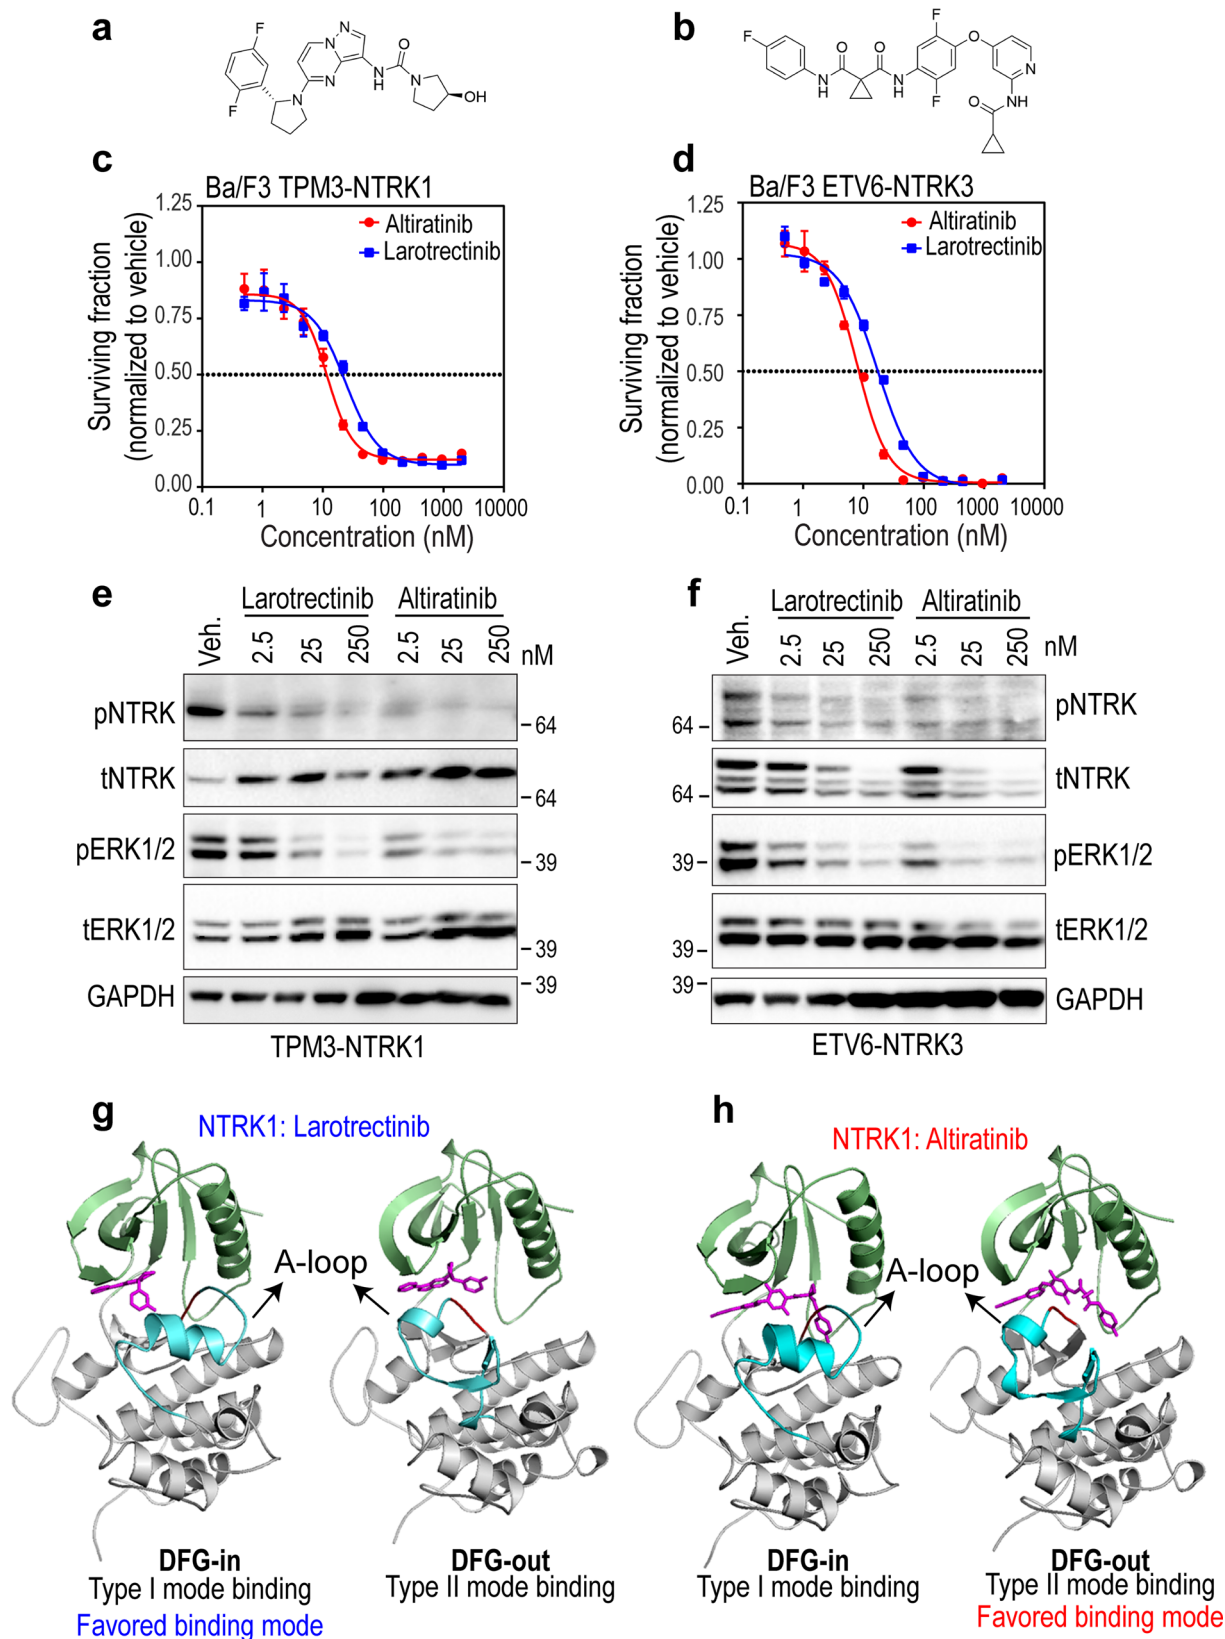 a
b
F
F
N
N
N
N
NH
O
N
OH
F
O
O
N
H
NH
F
F
O
N
O
NH
c
d
Ba/F3 TPM3-NTRK1
Ba/F3 ETV6-NTRK3
Surviving fraction
(normalized to vehicle)
1.25
1.00
0.75
0.50
0.25
0.00
Altiratinib
Larotrectinib
0.1 1 10 100 1000 10000
Concentration (nM)
Surviving fraction
(normalized to vehicle)
1.25
1.00
0.75
0.50
0.25
0.00
Altiratinib
Larotrectinib
0.1 1 10 100 1000 10000
Concentration (nM)
e
Larotrectinib Altiratinib
Veh. 2.5 25 250 2.5 25 250 nM
pNTRK 64
tNTRK 64
pERK1/2 39
tERK1/2 39
GAPDH 39
TPM3-NTRK1
f
Larotrectinib Altiratinib
Veh. 2.5 25 250 2.5 25 250 nM
64 pNTRK
64 tNTRK
39 pERK1/2
39 tERK1/2
39 GAPDH
ETV6-NTRK3
g
NTRK1: Larotrectinib
A-loop
DFG-in
Type I mode binding
Favored binding mode
DFG-out
Type II mode binding
h
NTRK1: Altiratinib
A-loop
DFG-in
Type I mode binding
DFG-out
Type II mode binding
Favored binding mode